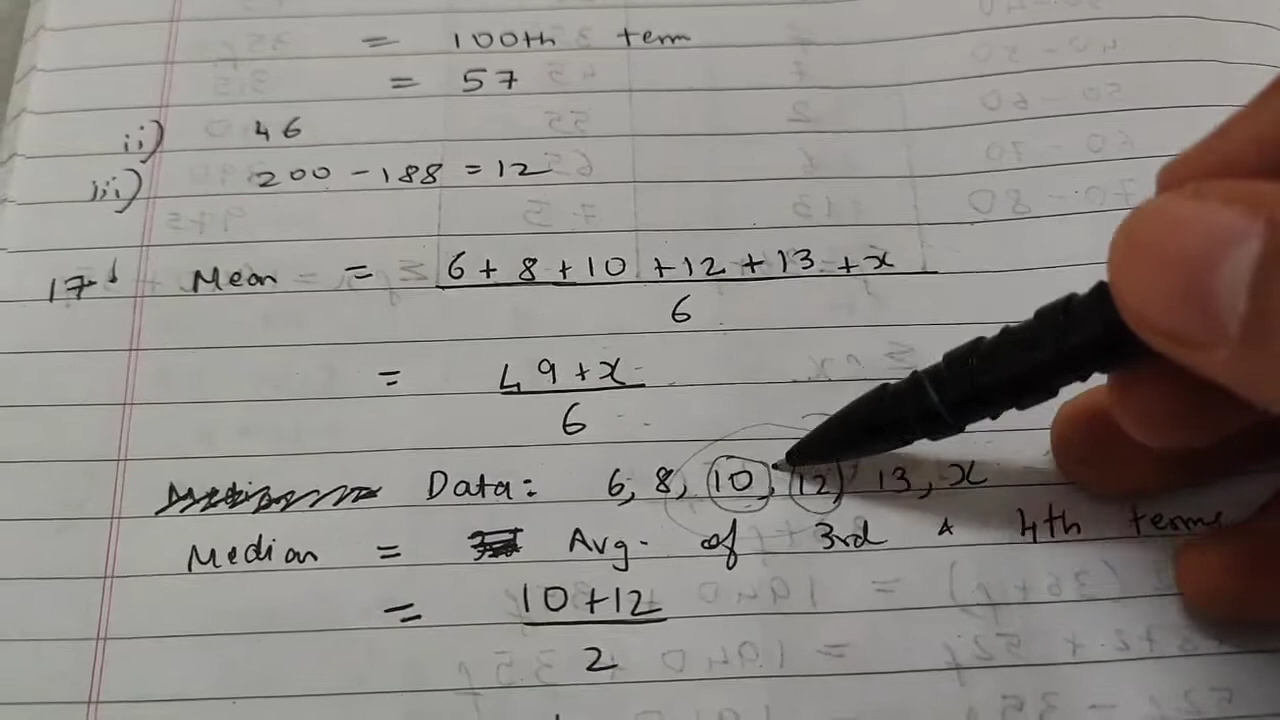 = 100th term
= 57
ii) 46
iii) 200 - 188 = 12
17) Mean = 6 + 8 + 10 + 12 + 13 + x
6
= 49 + x
6
Data: 6, 8, 10, 12, 13, x
Median = Avg. of 3rd & 4th terms
= 10 + 12
2